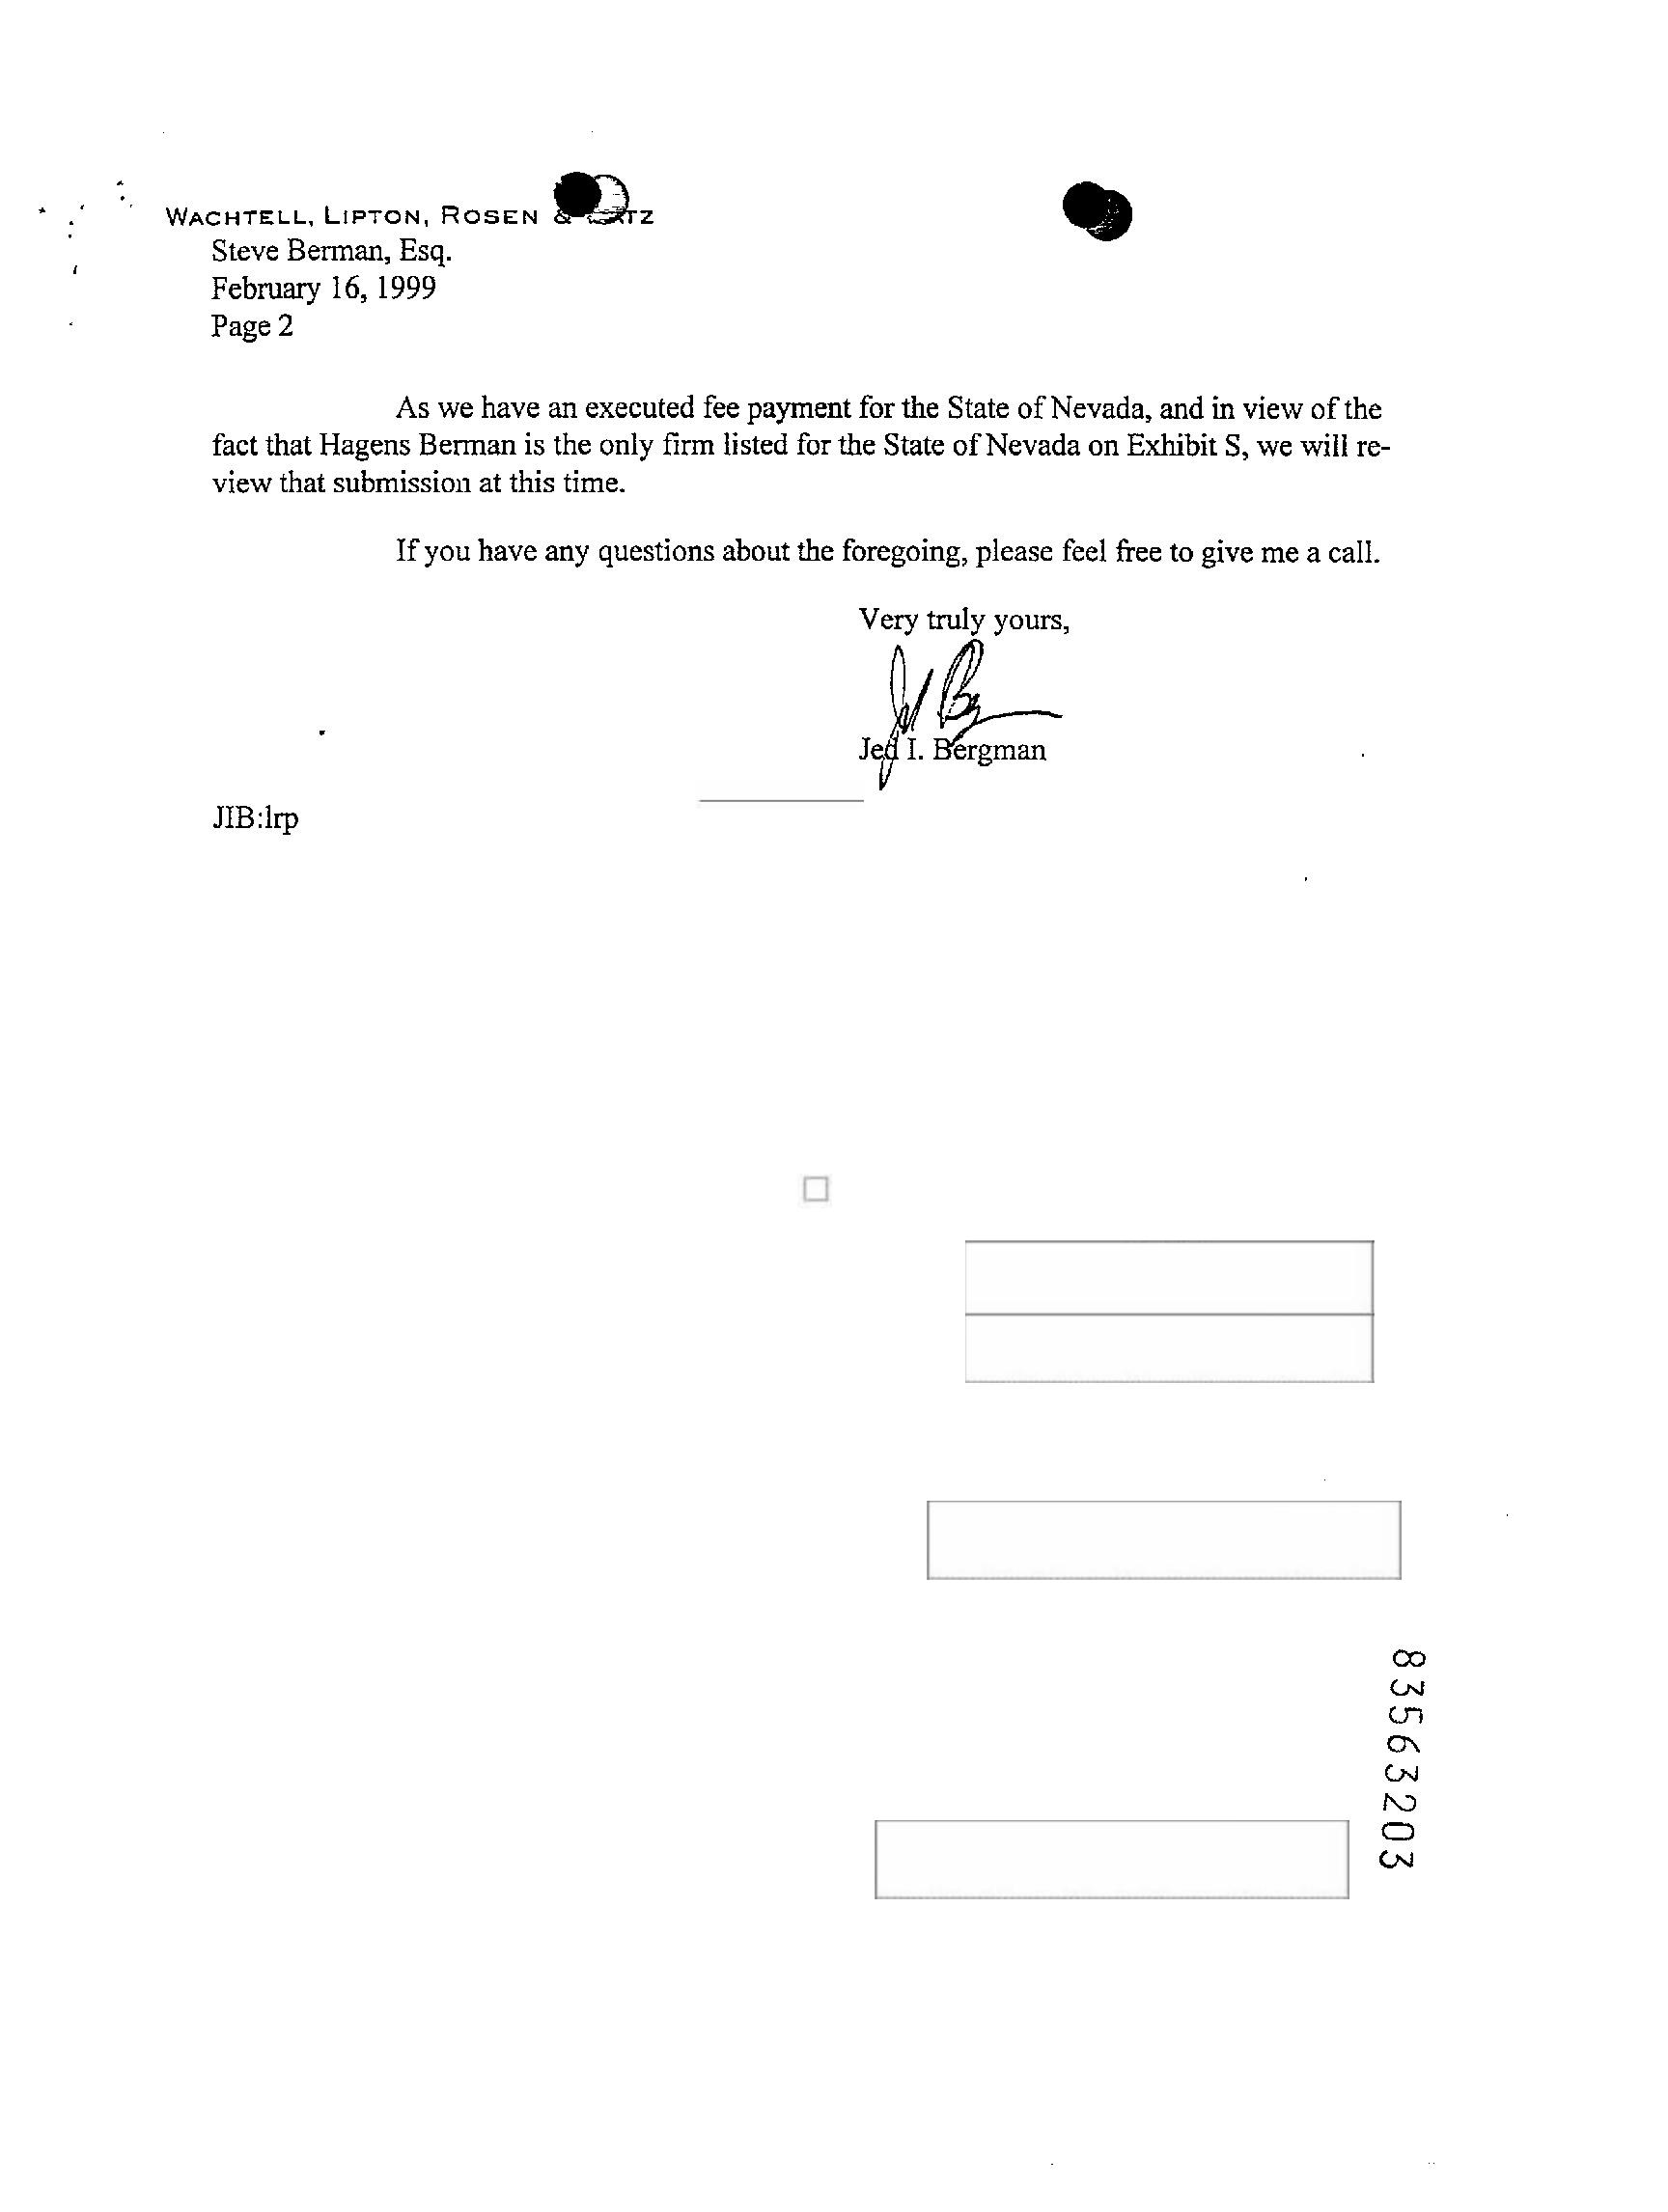 WACHTELL, LIPTON, ROSEN &
Steve Berman, Esq.
February 16, 1999
Page 2
As we have an executed fee payment for the State of Nevada, and in view of the
fact that Hagens Berman is the only firm listed for the State of Nevada on Exhibit S, we will re-
view that submission at this time.
If you have any questions about the foregoing, please feel free to give me a call.
Very truly yours,
Jed I. Bergman
JIB:lrp
83563203